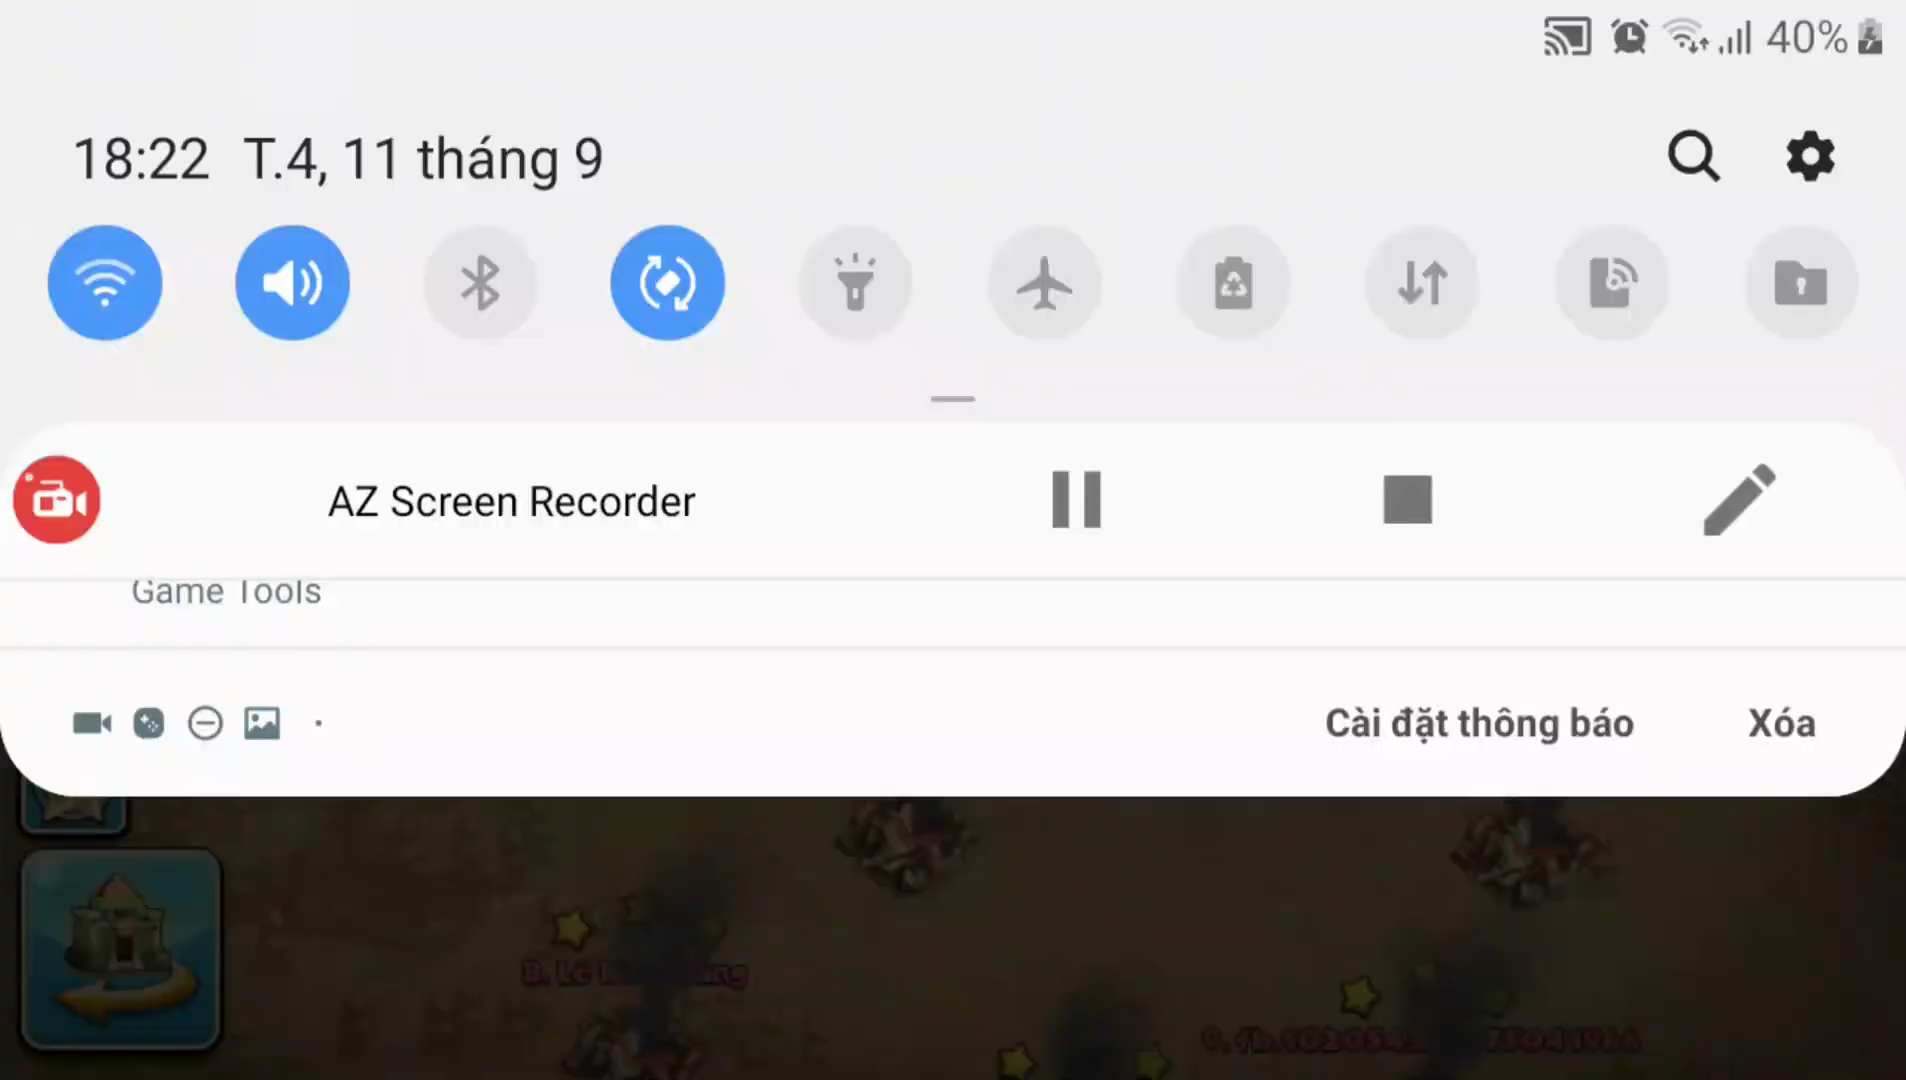 40%
18:22 T.4, 11 tháng 9
AZ Screen Recorder
Game Tools
Cài đặt thông báo Xóa